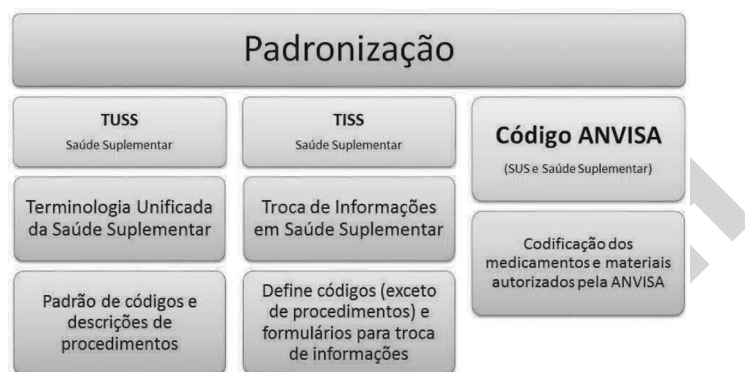 Padronização
TUSS
Saúde Suplementar
Terminologia Unificada
da Saúde Suplementar
Padrão de códigos e
descrições de
procedimentos
TISS
Saúde Suplementar
Troca de Informações
em Saúde Suplementar
Define códigos (exceto
de procedimentos) e
formulários para troca
de informações
Código ANVISA
(SUS e Saúde Suplementar)
Codificação dos
medicamentos e materiais
autorizados pela ANVISA